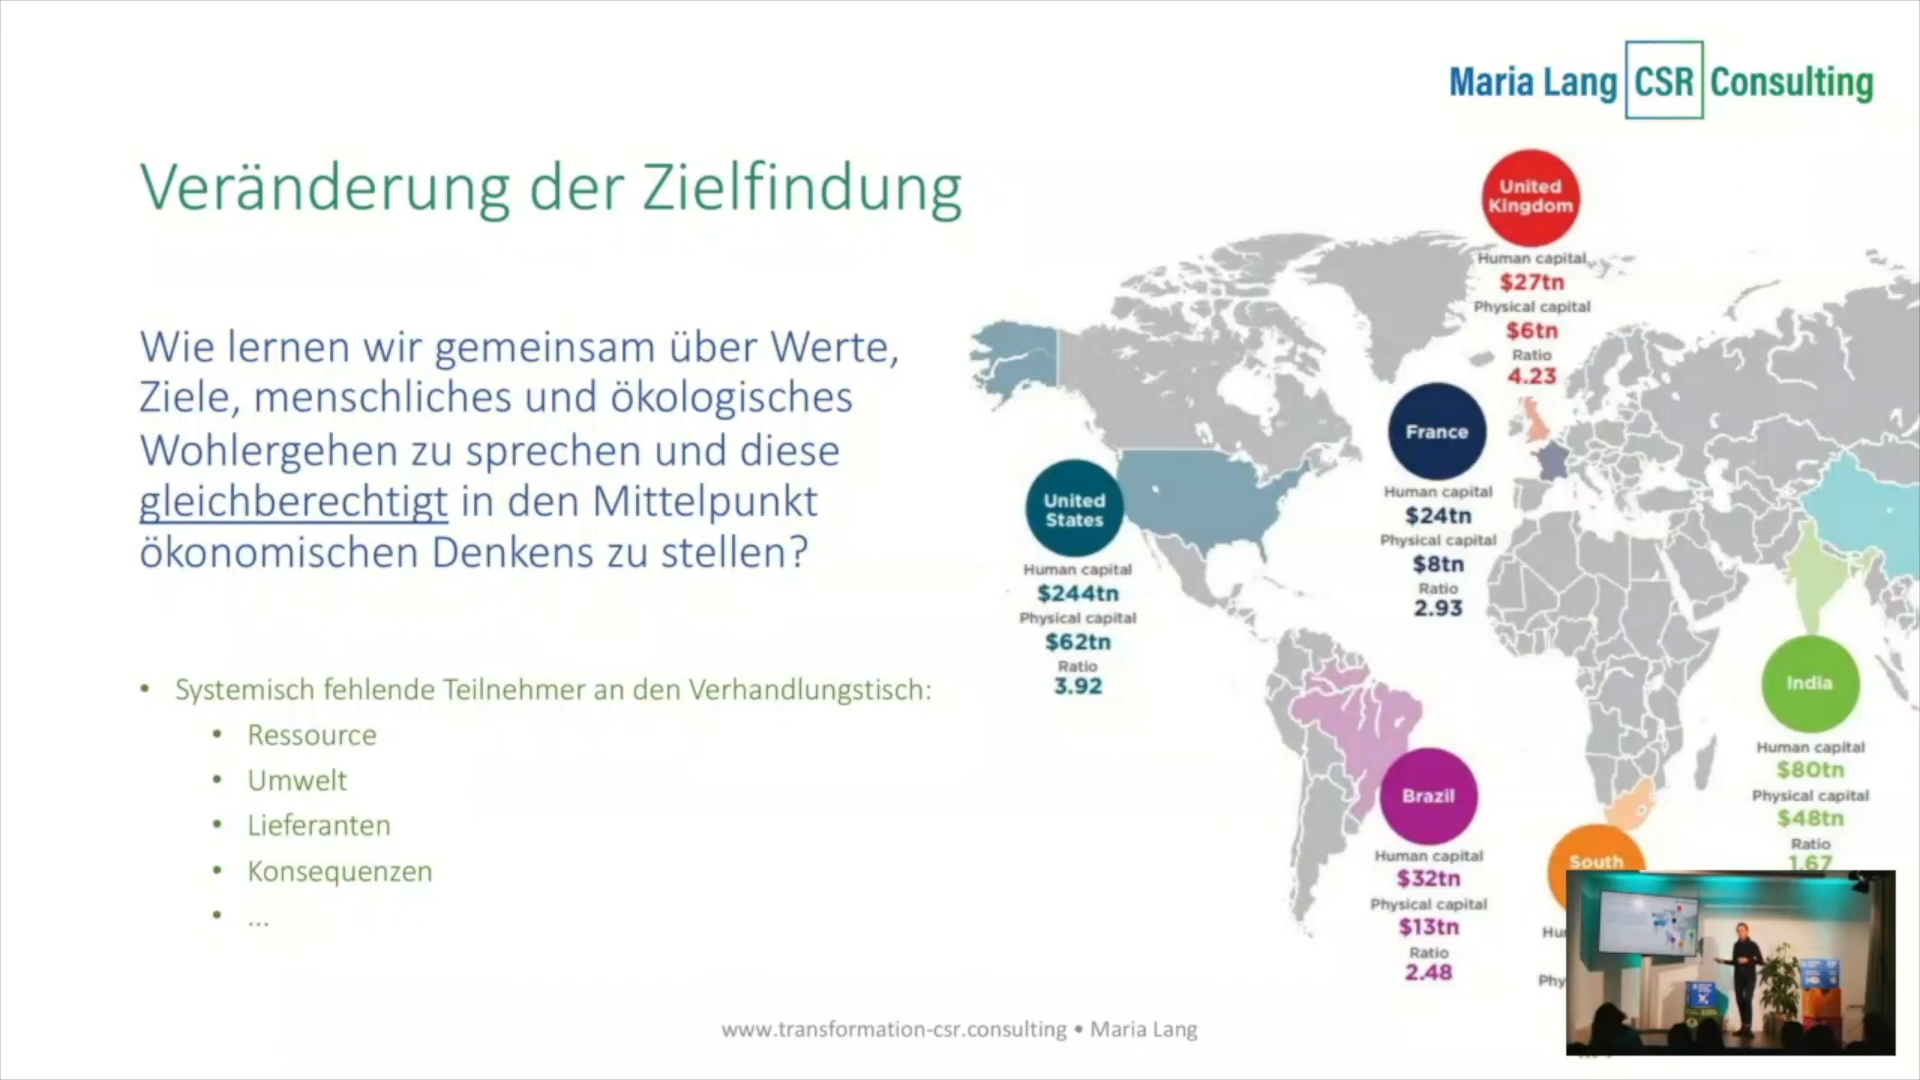 Maria Lang CSR Consulting
Veränderung der Zielfindung
Wie lernen wir gemeinsam über Werte,
Ziele, menschliches und ökologisches
Wohlergehen zu sprechen und diese
gleichberechtigt in den Mittelpunkt
ökonomischen Denkens zu stellen?
• Systemisch fehlende Teilnehmer an den Verhandlungstisch:
• Ressource
• Umwelt
• Lieferanten
• Konsequenzen
• ...
United
Kingdom
Human capital
$27tn
Physical capital
$6tn
Ratio
4.23
France
Human capital
$24tn
Physical capital
$8tn
Ratio
2.93
United
States
Human capital
$244tn
Physical capital
$62tn
Ratio
3.92
India
Human capital
$80tn
Physical capital
$48tn
Ratio
1.67
Brazil
Human capital
$32tn
Physical capital
$13tn
Ratio
2.48
South
Hu
Phy
www.transformation-csr.consulting • Maria Lang